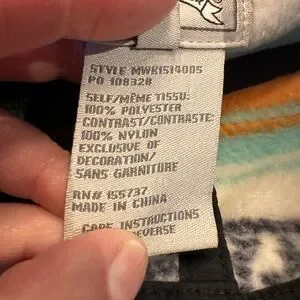 STYLE MWK1514005
PO 108328
SELF/MÊME TISSU:
100% POLYESTER
CONTRAST/CONTRASTE:
100% NYLON
EXCLUSIVE OF
DECORATION/
SANS GARNITURE
RN# 155737
MADE IN CHINA
CARE INSTRUCTIONS
REVERSE